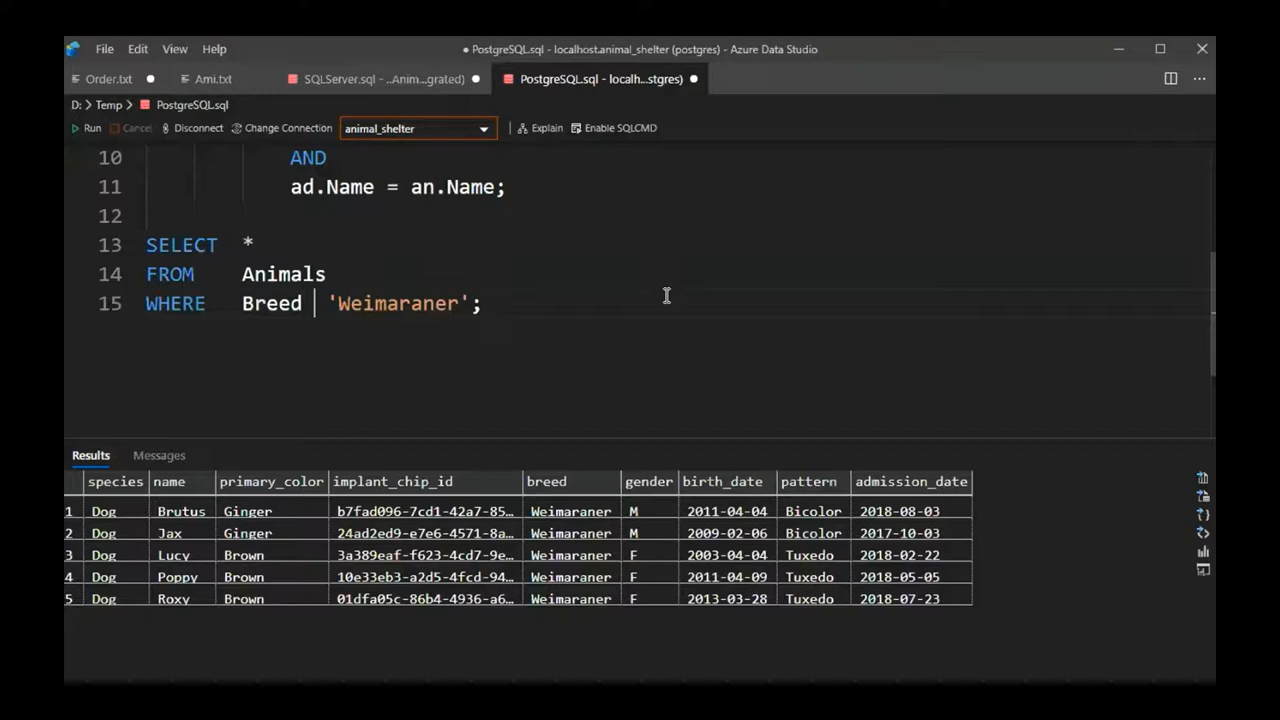 File Edit View Help ● PostgreSQL.sql - localhost.animal_shelter (postgres) - Azure Data Studio
Order.txt ● Ami.txt SQLServer.sql - ..Anim...grated) ● PostgreSQL.sql - localh...stgres) ●
D: > Temp > PostgreSQL.sql
Run Cancel Disconnect Change Connection animal_shelter Explain Enable SQLCMD
10 AND
11 ad.Name = an.Name;
12
13 SELECT *
14 FROM Animals
15 WHERE Breed 'Weimaraner';
Results Messages
species name primary_color implant_chip_id breed gender birth_date pattern admission_date
1 Dog Brutus Ginger b7fad096-7cd1-42a7-85... Weimaraner M 2011-04-04 Bicolor 2018-08-03
2 Dog Jax Ginger 24ad2ed9-e7e6-4571-8a... Weimaraner M 2009-02-06 Bicolor 2017-10-03
3 Dog Lucy Brown 3a389eaf-f623-4cd7-9e... Weimaraner F 2003-04-04 Tuxedo 2018-02-22
4 Dog Poppy Brown 10e33eb3-a2d5-4fcd-94... Weimaraner F 2011-04-09 Tuxedo 2018-05-05
5 Dog Roxy Brown 01dfa05c-86b4-4936-a6... Weimaraner F 2013-03-28 Tuxedo 2018-07-23